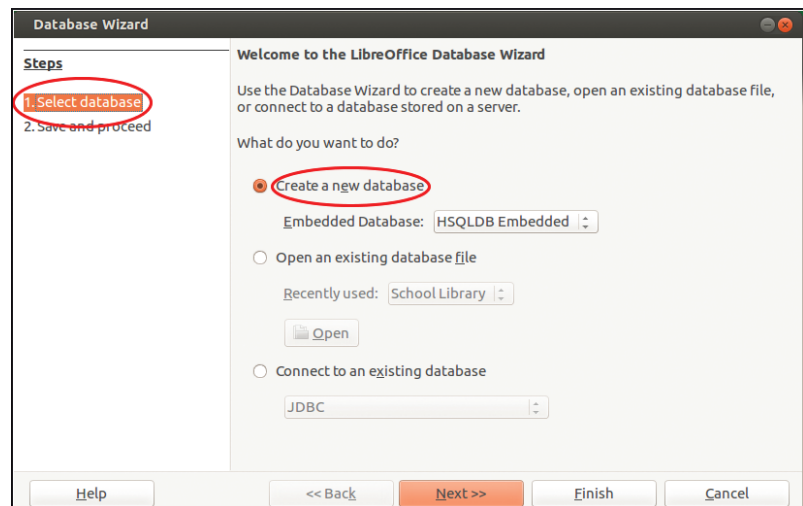 Database Wizard
Steps
1. Select database
2. Save and proceed
Welcome to the LibreOffice Database Wizard
Use the Database Wizard to create a new database, open an existing database file,
or connect to a database stored on a server.
What do you want to do?
Create a new database
Embedded Database: HSQLDB Embedded
Open an existing database file
Recently used: School Library
Open
Connect to an existing database
JDBC
Help
<< Back
Next >>
Finish
Cancel